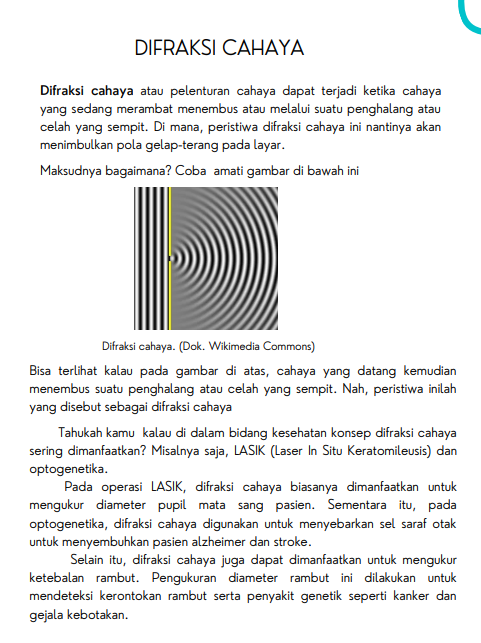 DIFRAKSI CAHAYA
Difraksi cahaya atau pelenturan cahaya dapat terjadi ketika cahaya
yang sedang merambat menembus atau melalui suatu penghalang atau
celah yang sempit. Di mana, peristiwa difraksi cahaya ini nantinya akan
menimbulkan pola gelap-terang pada layar.
Maksudnya bagaimana? Coba amati gambar di bawah ini
Difraksi cahaya. (Dok. Wikimedia Commons)
Bisa terlihat kalau pada gambar di atas, cahaya yang datang kemudian
menembus suatu penghalang atau celah yang sempit. Nah, peristiwa inilah
yang disebut sebagai difraksi cahaya
Tahukah kamu kalau di dalam bidang kesehatan konsep difraksi cahaya
sering dimanfaatkan? Misalnya saja, LASIK (Laser In Situ Keratomileusis) dan
optogenetika.
Pada operasi LASIK, difraksi cahaya biasanya dimanfaatkan untuk
mengukur diameter pupil mata sang pasien. Sementara itu, pada
optogenetika, difraksi cahaya digunakan untuk menyebarkan sel saraf otak
untuk menyembuhkan pasien alzheimer dan stroke.
Selain itu, difraksi cahaya juga dapat dimanfaatkan untuk mengukur
ketebalan rambut. Pengukuran diameter rambut ini dilakukan untuk
mendeteksi kerontokan rambut serta penyakit genetik seperti kanker dan
gejala kebotakan.